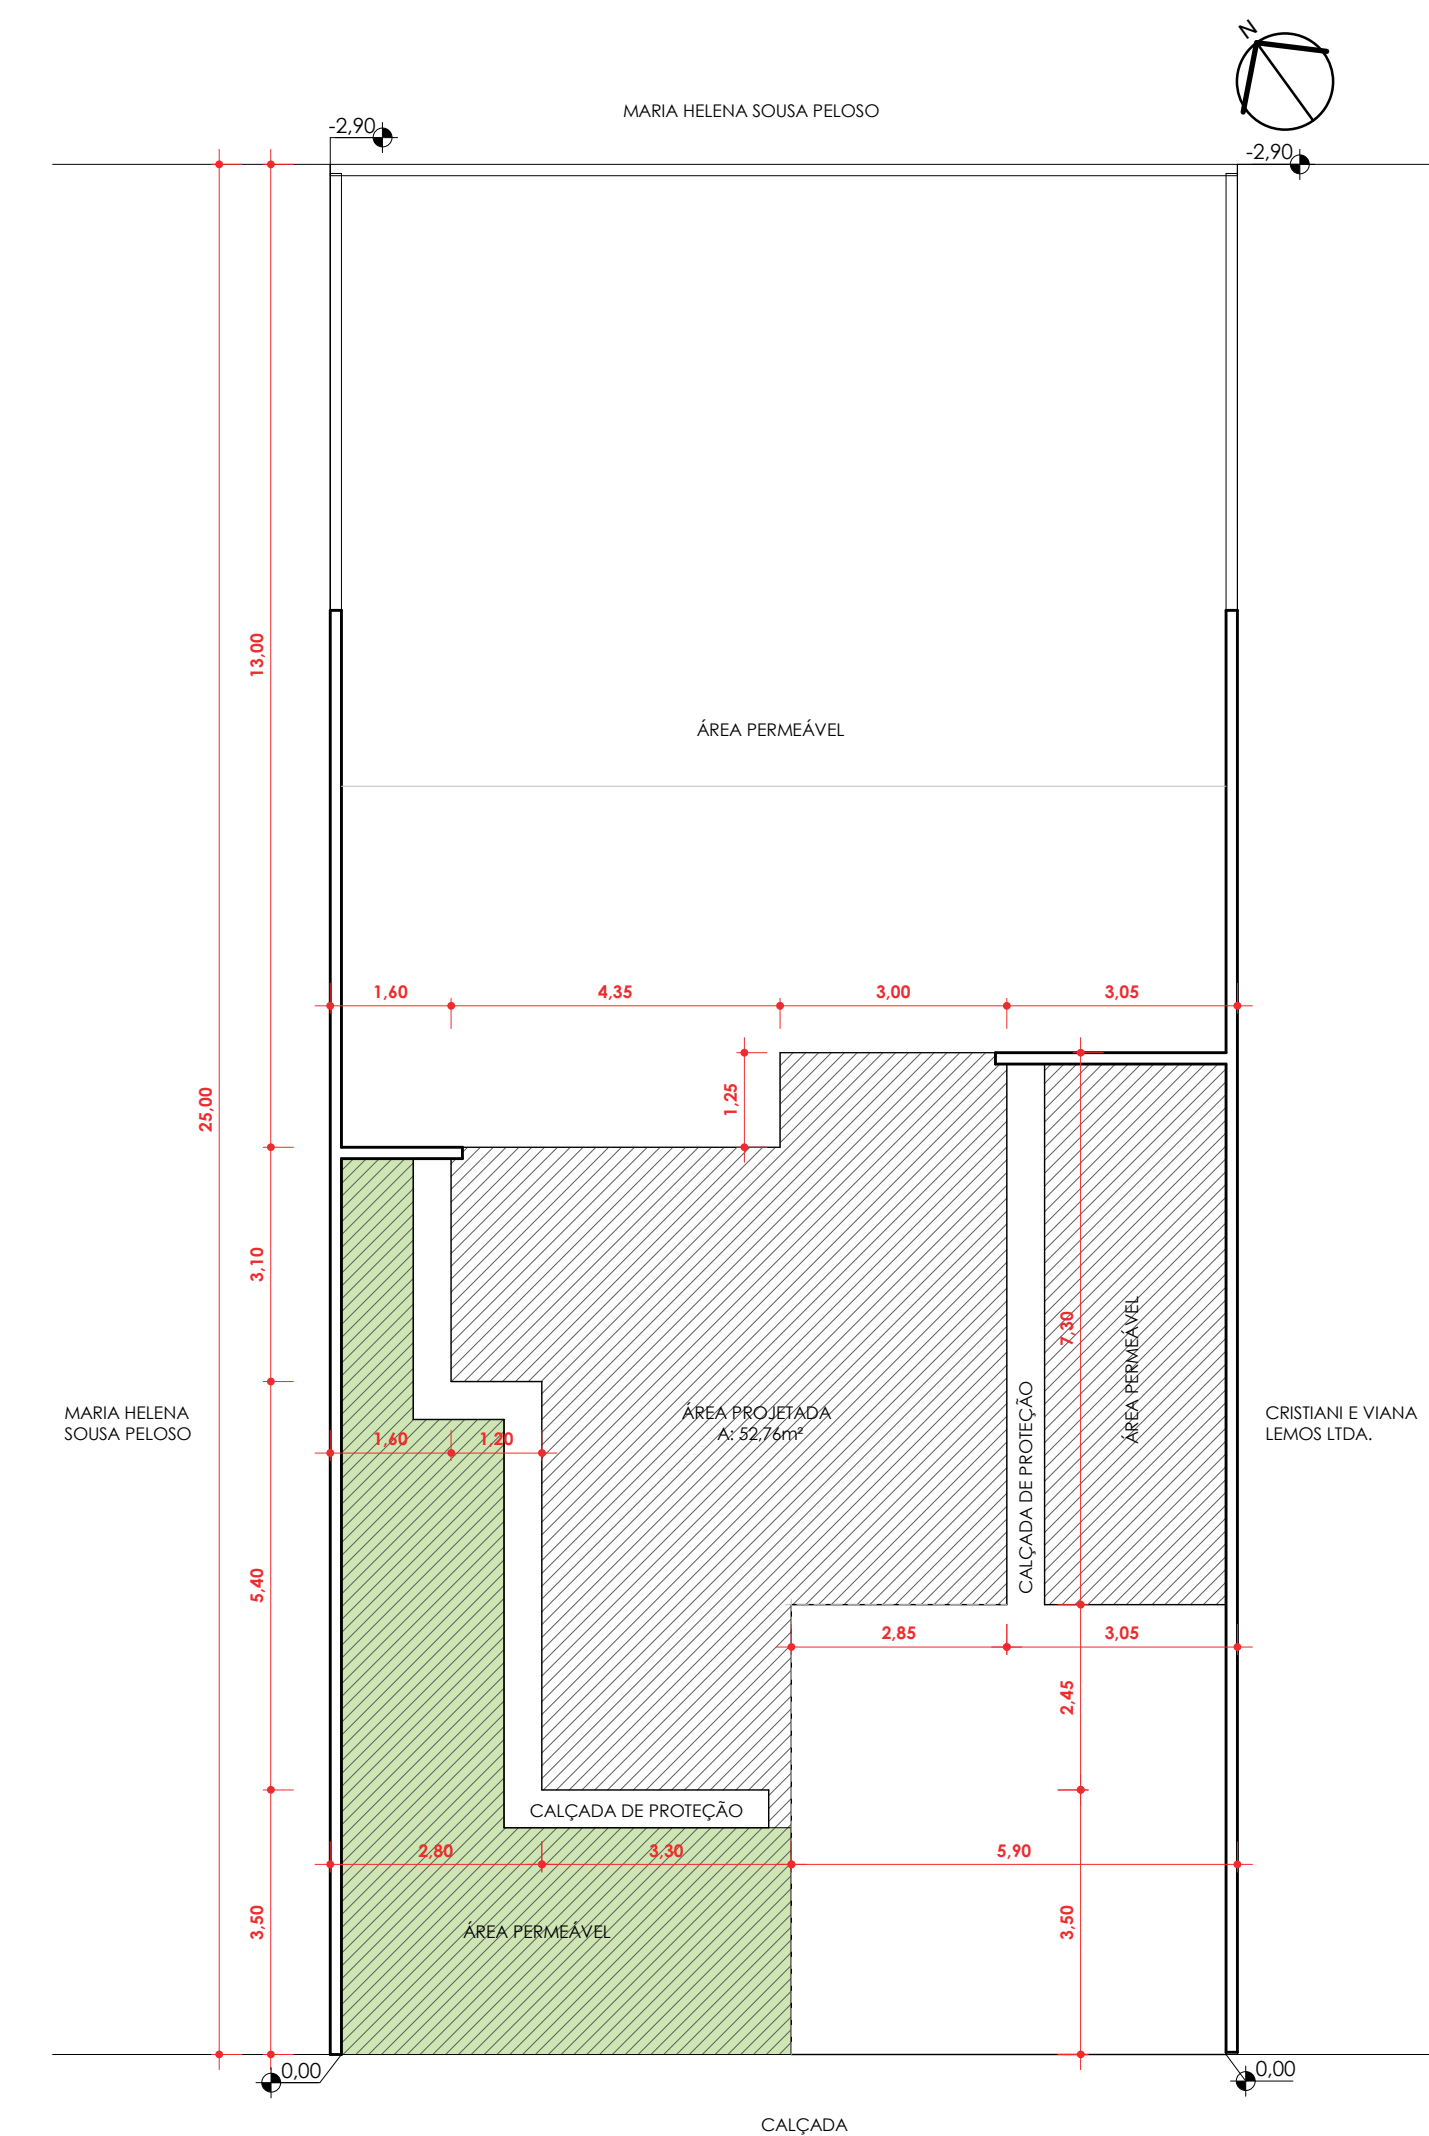 N
MARIA HELENA SOUSA PELOSO
-2,90
-2,90
13,00
ÁREA PERMEÁVEL
1,60
4,35
3,00
3,05
25,00
1,25
3,10
7,30
ÁREA PERMEÁVEL
CALÇADA DE PROTEÇÃO
MARIA HELENA
SOUSA PELOSO
ÁREA PROJETADA
A: 52,76m²
CRISTIANI E VIANA
LEMOS LTDA.
1,60
1,20
5,40
2,85
3,05
2,45
CALÇADA DE PROTEÇÃO
2,80
3,30
5,90
3,50
ÁREA PERMEÁVEL
3,50
0,00
0,00
CALÇADA